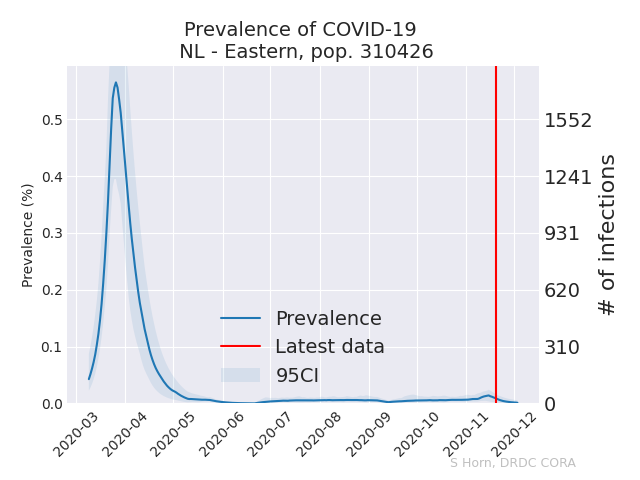 Prevalence of COVID-19
NL - Eastern, pop. 310426
Prevalence (%)
0.5
0.4
0.3
0.2
0.1
0.0
1552
1241
931
620
310
0
# of infections
Prevalence
Latest data
95CI
2020-03
2020-04
2020-05
2020-06
2020-07
2020-08
2020-09
2020-10
2020-11
2020-12
S Horn, DRDC CORA